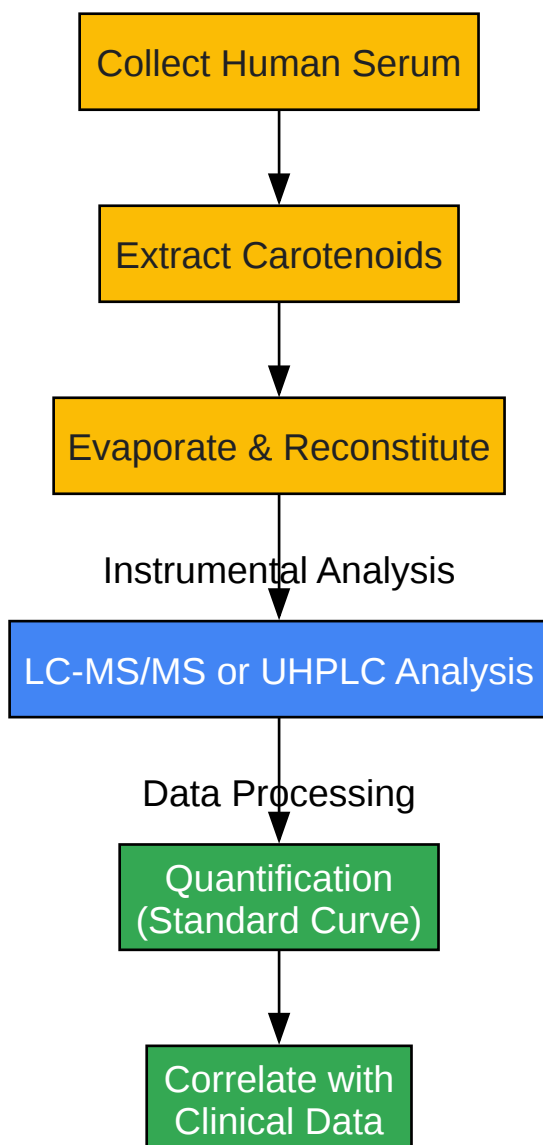 Collect Human Serum
Extract Carotenoids
Evaporate & Reconstitute
Instrumental Analysis
LC-MS/MS or UHPLC Analysis
Data Processing
Quantification
(Standard Curve)
Correlate with
Clinical Data